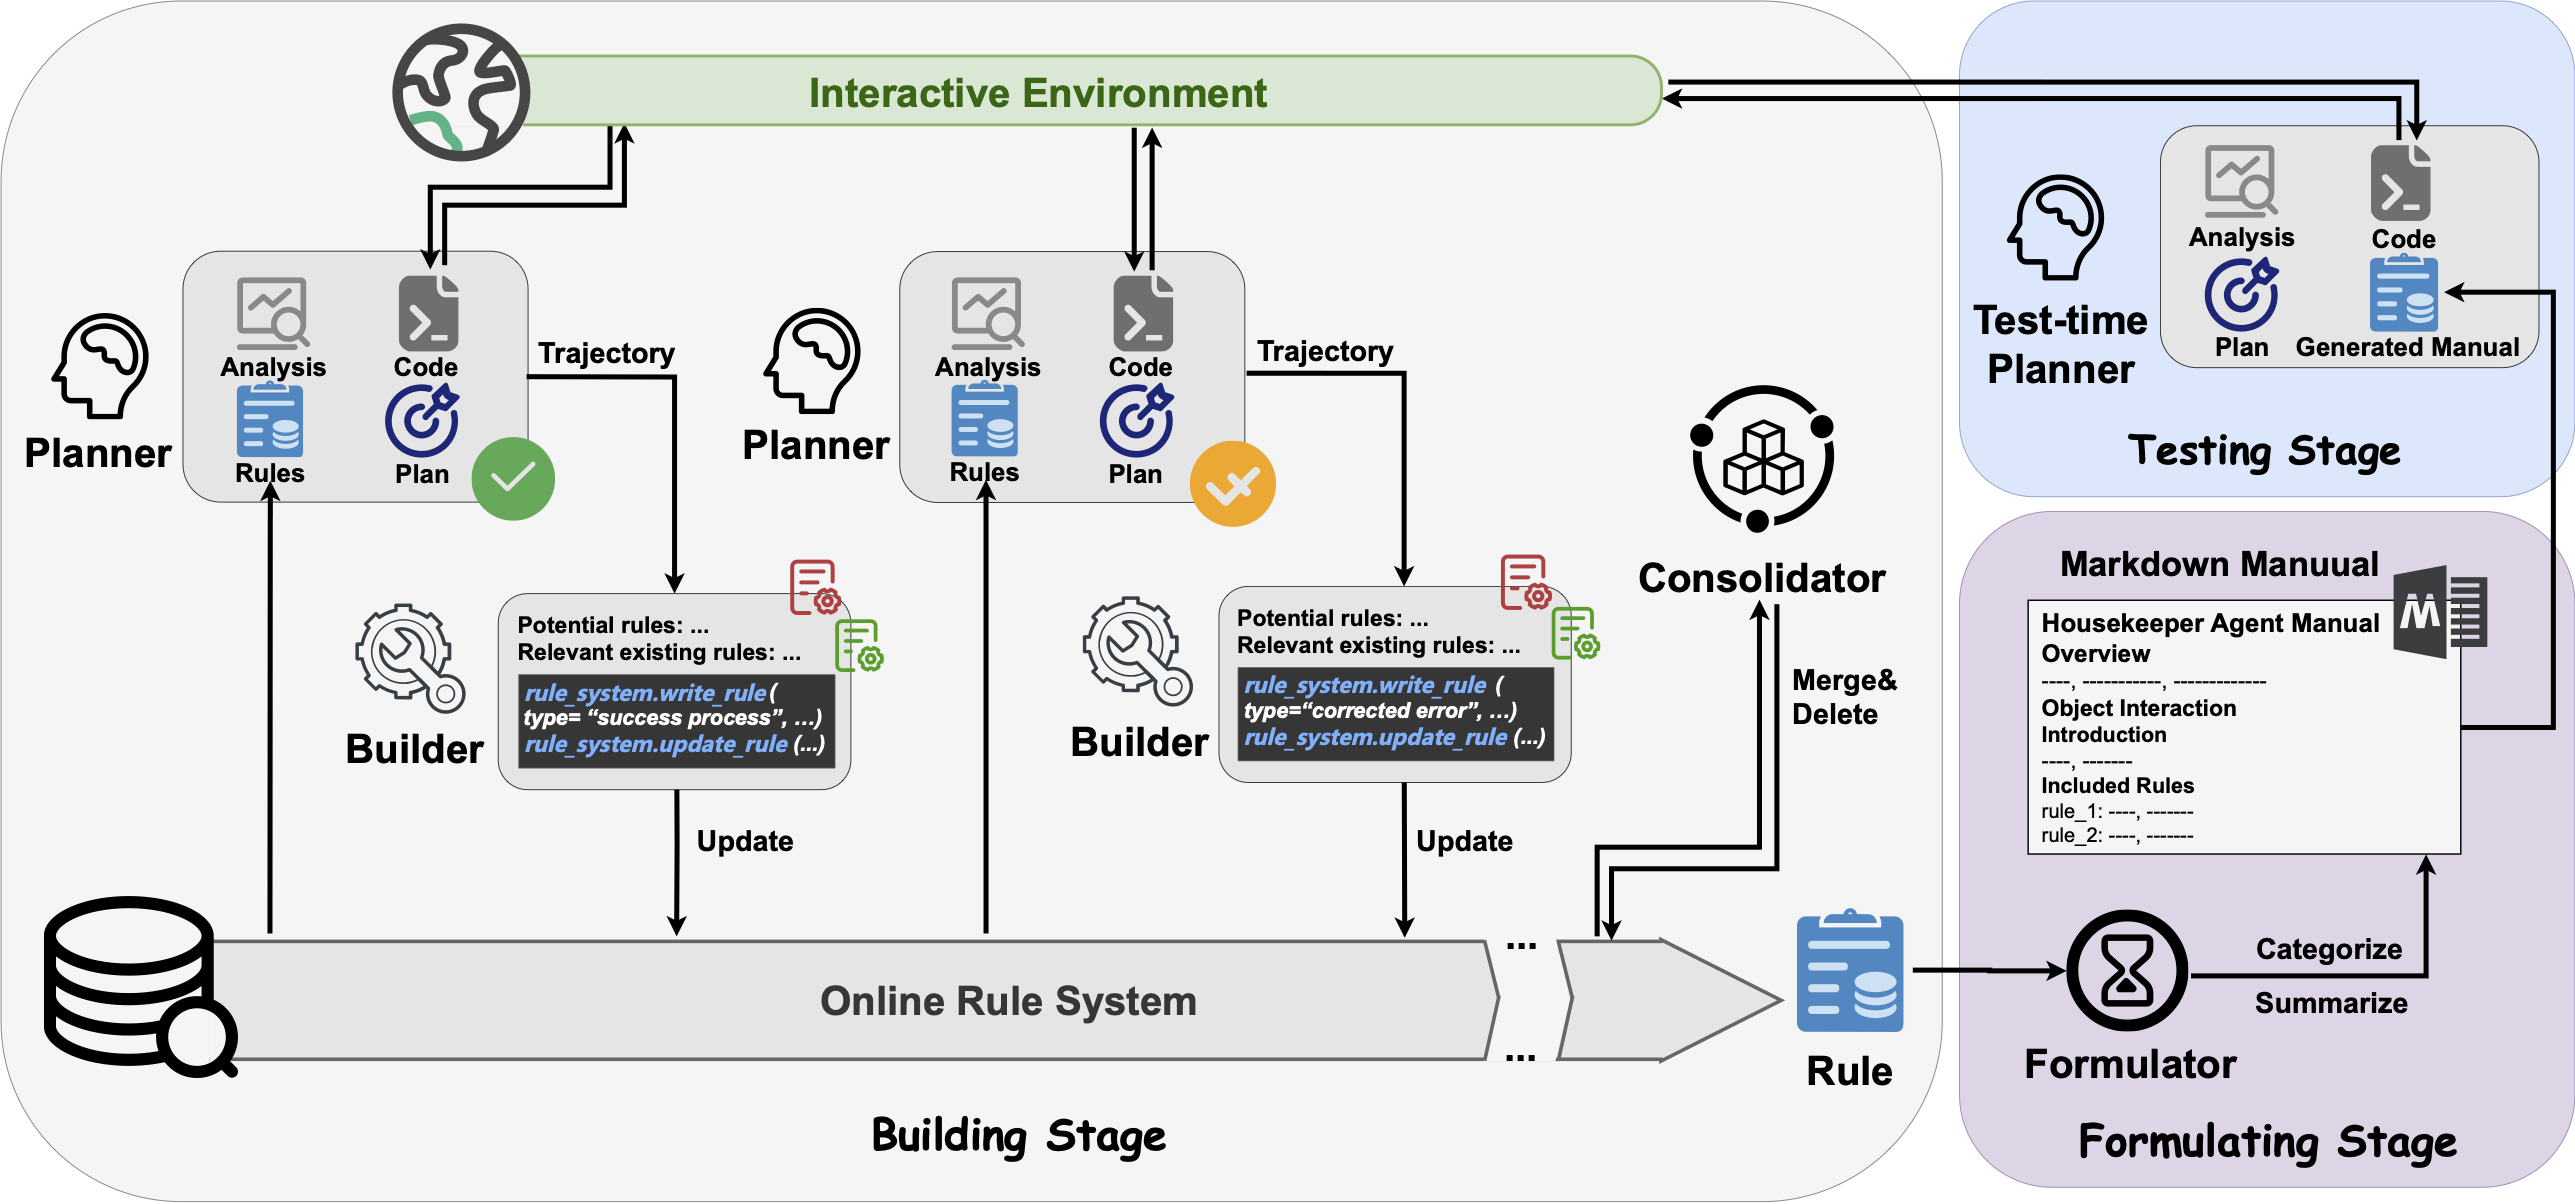 Interactive Environment
Analysis
Code
Rules
Plan
Planner
Trajectory
Potential rules: ...
Relevant existing rules: ...
rule_system.write_rule (
type= “success process”, ...)
rule_system.update_rule (...)
Builder
Update
Analysis
Code
Rules
Plan
Planner
Trajectory
Potential rules: ...
Relevant existing rules: ...
rule_system.write_rule (
type=“corrected error”, ...)
rule_system.update_rule (...)
Builder
Update
Consolidator
Merge&
Delete
...
...
Online Rule System
Rule
Building Stage
Analysis
Code
Plan
Generated Manual
Test-time
Planner
Testing Stage
Markdown Manuual
M
Housekeeper Agent Manual
Overview
----, -----------, -------------
Object Interaction
Introduction
----, -------
Included Rules
rule_1: ----, -------
rule_2: ----, -------
Categorize
Summarize
Formulator
Formulating Stage